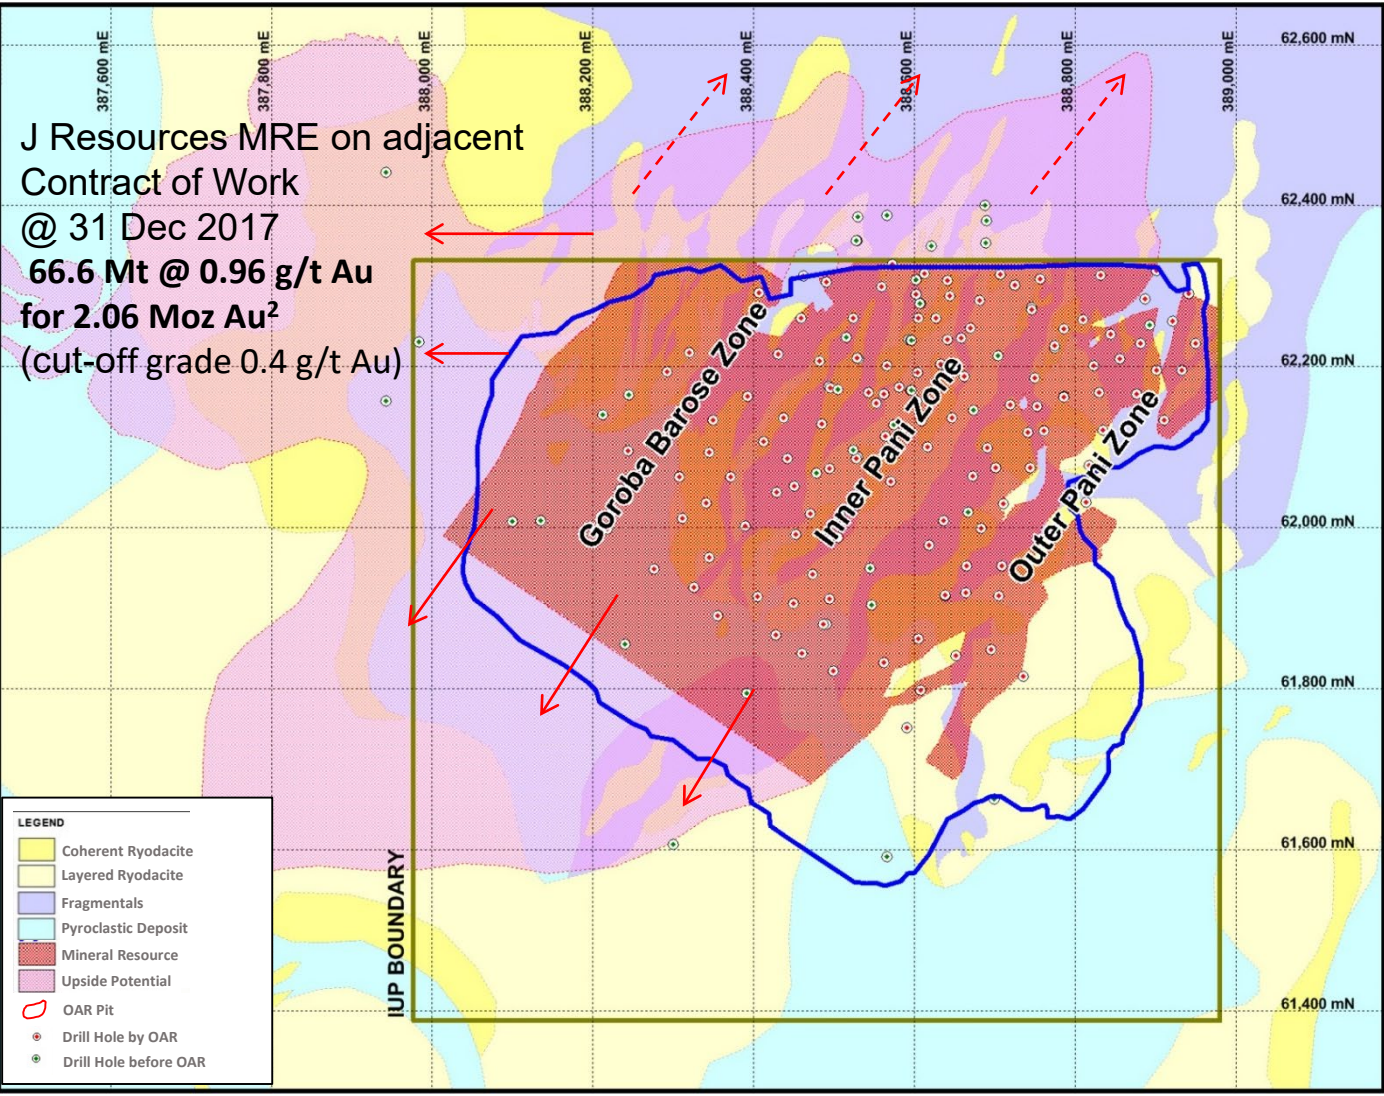 387,600 mE
387,800 mE
388,000 mE
388,200 mE
388,400 mE
388,600 mE
388,800 mE
389,000 mE
62,600 mN
J Resources MRE on adjacent
Contract of Work
@ 31 Dec 2017
66.6 Mt @ 0.96 g/t Au
for 2.06 Moz Au²
(cut-off grade 0.4 g/t Au)
62,400 mN
62,200 mN
62,000 mN
61,800 mN
61,600 mN
61,400 mN
Goroba Barose Zone
Inner Pani Zone
Outer Pani Zone
IUP BOUNDARY
LEGEND
Coherent Ryodacite
Layered Ryodacite
Fragmentals
Pyroclastic Deposit
Mineral Resource
Upside Potential
OAR Pit
Drill Hole by OAR
Drill Hole before OAR